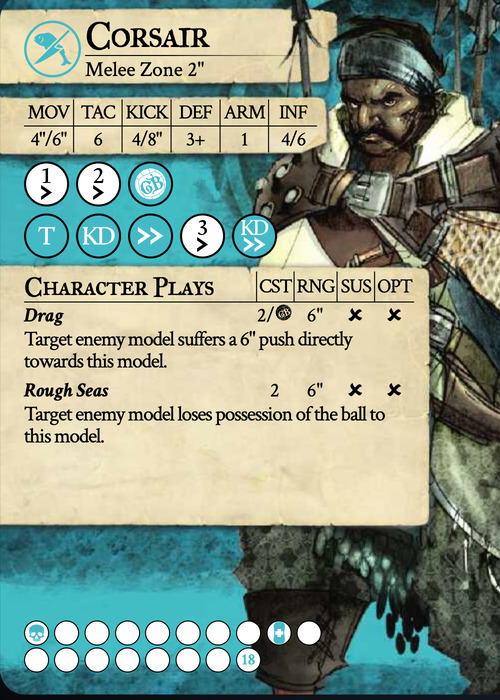 CORSAIR
Melee Zone 2"
MOV TAC KICK DEF ARM INF
4"/6" 6 4/8" 3+ 1 4/6
1 > 2 > GB
T KD >> 3 > KD >>
CHARACTER PLAYS CST RNG SUS OPT
Drag 2/GB 6" ✘ ✘
Target enemy model suffers a 6" push directly
towards this model.
Rough Seas 2 6" ✘ ✘
Target enemy model loses possession of the ball to
this model.
18